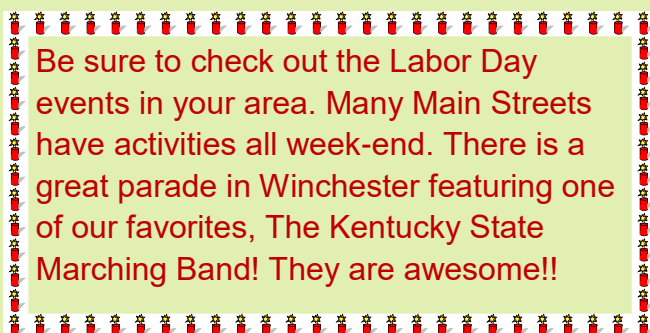 Be sure to check out the Labor Day
events in your area. Many Main Streets
have activities all week-end. There is a
great parade in Winchester featuring one
of our favorites, The Kentucky State
Marching Band! They are awesome!!